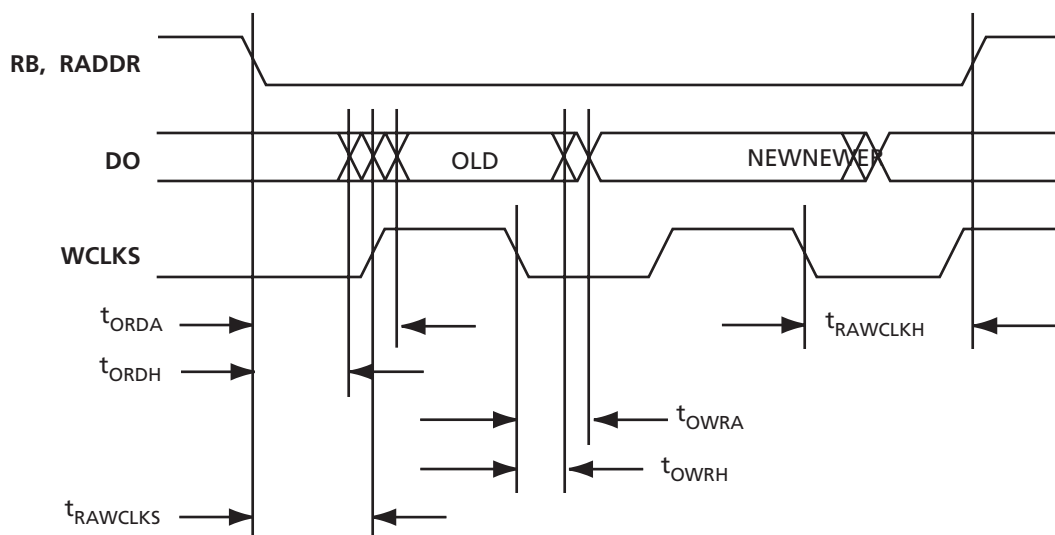 RB, RADDR
DO
OLD
NEWNEWER
WCLKS
tORDA
tRAWCLKH
tORDH
tOWRA
tOWRH
tRAWCLKS